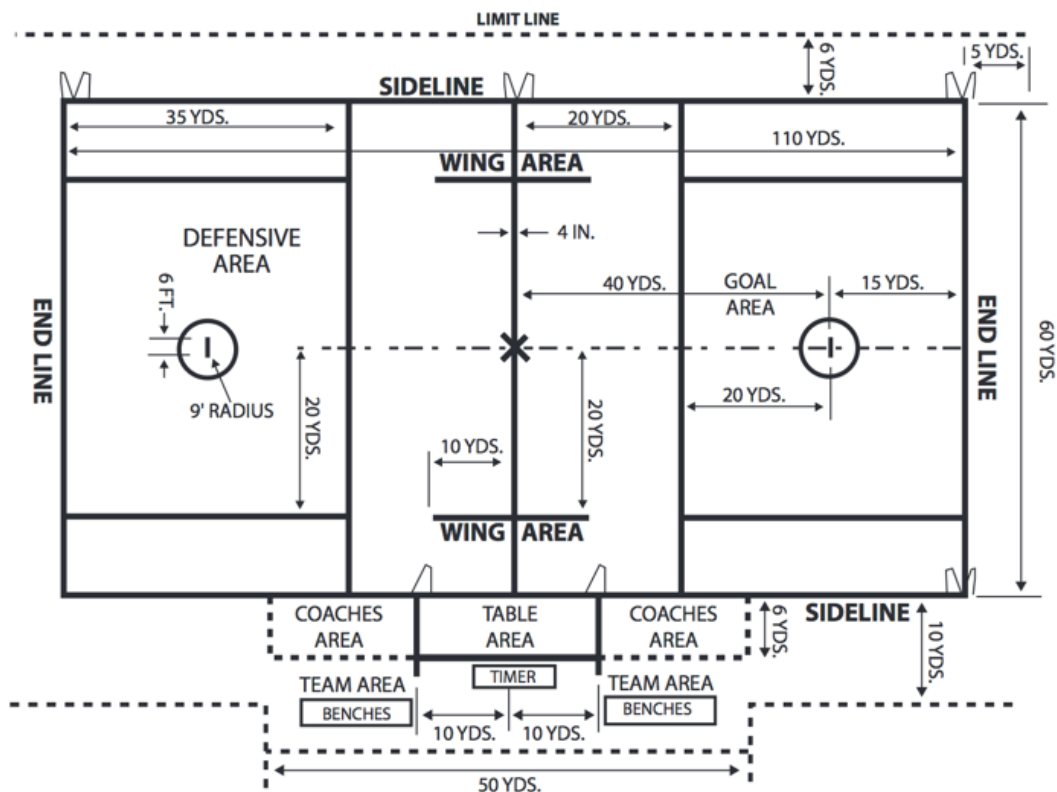 LIMIT LINE
6 YDS.
5 YDS.
SIDELINE
35 YDS.
20 YDS.
110 YDS.
WING AREA
4 IN.
DEFENSIVE
AREA
6 FT.
40 YDS.
GOAL
AREA
15 YDS.
END LINE
END LINE
60 YDS.
9' RADIUS
20 YDS.
20 YDS.
20 YDS.
10 YDS.
WING AREA
COACHES
AREA
TABLE
AREA
COACHES
AREA
6 YDS.
SIDELINE
10 YDS.
TIMER
TEAM AREA
BENCHES
TEAM AREA
BENCHES
10 YDS.
10 YDS.
50 YDS.